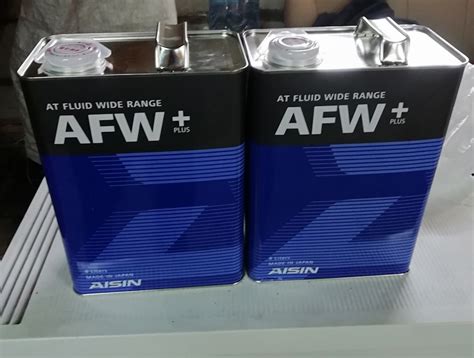 AT FLUID WIDE RANGE
AFW+
PLUS
MADE IN JAPAN
AISIN
AT FLUID WIDE RANGE
AFW+
PLUS
MADE IN JAPAN
AISIN